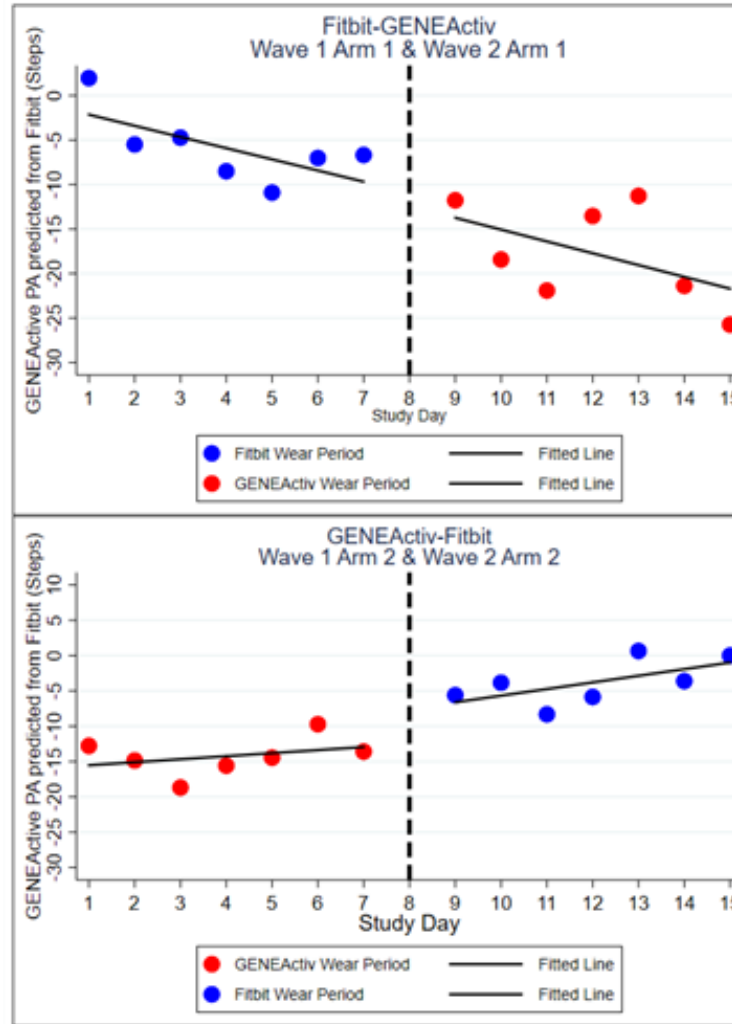 Fitbit-GENEActiv
Wave 1 Arm 1 & Wave 2 Arm 1
GENEActive PA predicted from Fitbit (Steps)
0
-5
-10
-15
-20
-25
-30
1 2 3 4 5 6 7 8 9 10 11 12 13 14 15
Study Day
Fitbit Wear Period Fitted Line
GENEActiv Wear Period Fitted Line
GENEActiv-Fitbit
Wave 1 Arm 2 & Wave 2 Arm 2
GENEActive PA predicted from Fitbit (Steps)
10
5
0
-5
-10
-15
-20
-25
-30
1 2 3 4 5 6 7 8 9 10 11 12 13 14 15
Study Day
GENEActiv Wear Period Fitted Line
Fitbit Wear Period Fitted Line